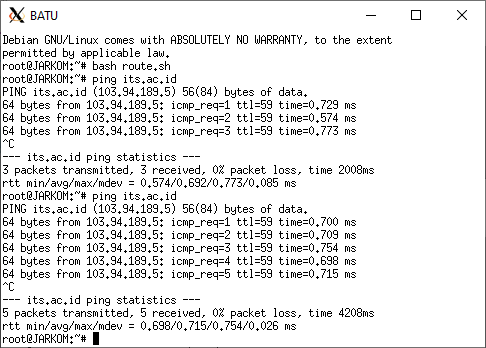 BATU
Debian GNU/Linux comes with ABSOLUTELY NO WARRANTY, to the extent
permitted by applicable law.
root@JARKOM:~# bash route.sh
root@JARKOM:~# ping its.ac.id
PING its.ac.id (103.94.189.5) 56(84) bytes of data.
64 bytes from 103.94.189.5: icmp_req=1 ttl=59 time=0.729 ms
64 bytes from 103.94.189.5: icmp_req=2 ttl=59 time=0.574 ms
64 bytes from 103.94.189.5: icmp_req=3 ttl=59 time=0.773 ms
^C
--- its.ac.id ping statistics ---
3 packets transmitted, 3 received, 0% packet loss, time 2008ms
rtt min/avg/max/mdev = 0.574/0.692/0.773/0.085 ms
root@JARKOM:~# ping its.ac.id
PING its.ac.id (103.94.189.5) 56(84) bytes of data.
64 bytes from 103.94.189.5: icmp_req=1 ttl=59 time=0.700 ms
64 bytes from 103.94.189.5: icmp_req=2 ttl=59 time=0.709 ms
64 bytes from 103.94.189.5: icmp_req=3 ttl=59 time=0.754 ms
64 bytes from 103.94.189.5: icmp_req=4 ttl=59 time=0.698 ms
64 bytes from 103.94.189.5: icmp_req=5 ttl=59 time=0.715 ms
^C
--- its.ac.id ping statistics ---
5 packets transmitted, 5 received, 0% packet loss, time 4208ms
rtt min/avg/max/mdev = 0.698/0.715/0.754/0.026 ms
root@JARKOM:~#